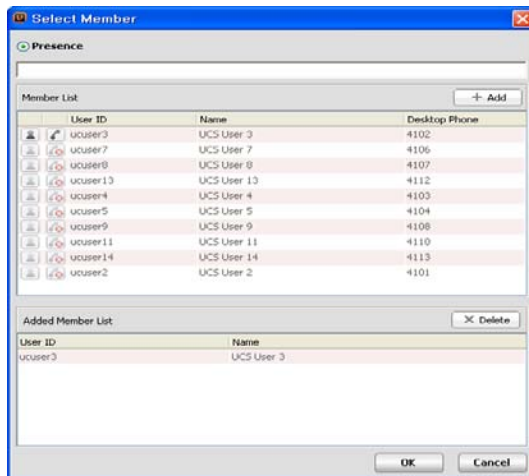 Select Member
Presence
Member List + Add
User ID Name Desktop Phone
ucuser3 UCS User 3 4102
ucuser7 UCS User 7 4106
ucuser8 UCS User 8 4107
ucuser13 UCS User 13 4112
ucuser4 UCS User 4 4103
ucuser5 UCS User 5 4104
ucuser9 UCS User 9 4108
ucuser11 UCS User 11 4110
ucuser14 UCS User 14 4113
ucuser2 UCS User 2 4101
Added Member List Delete
User ID Name
ucuser3 UCS User 3
OK Cancel